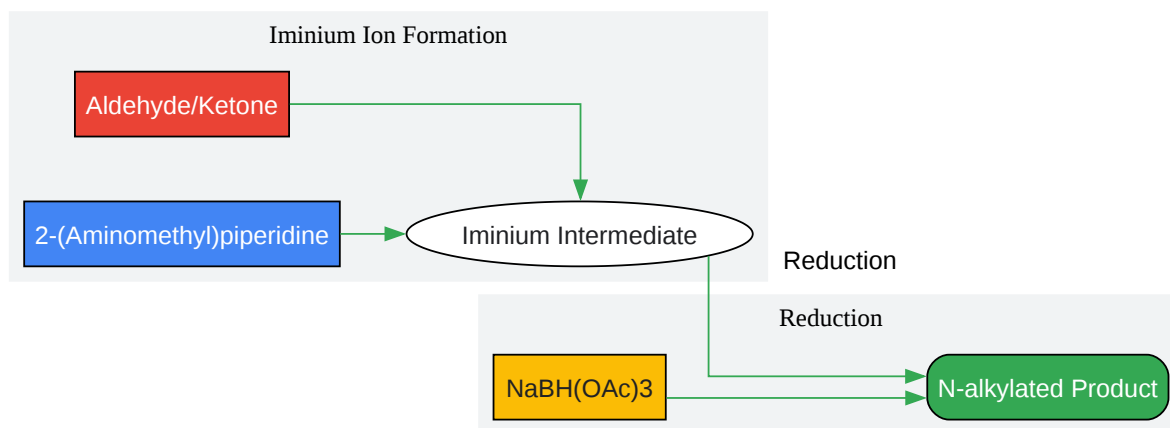 Iminium Ion Formation
Aldehyde/Ketone
2-(Aminomethyl)piperidine
Iminium Intermediate
Reduction
Reduction
NaBH(OAc)3
N-alkylated Product